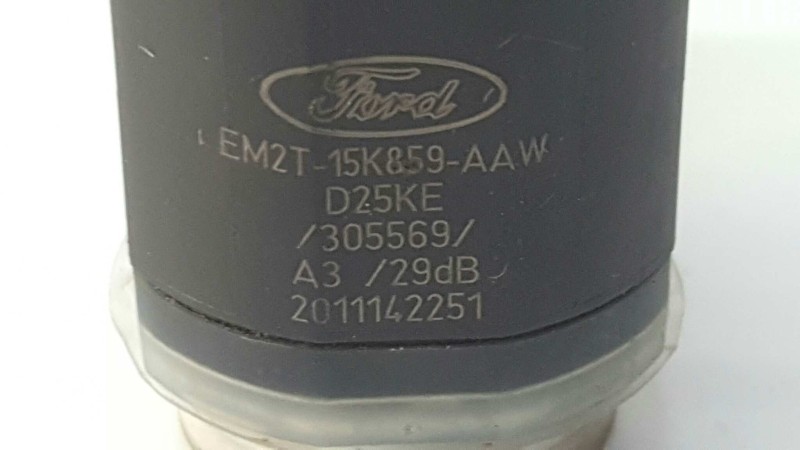 Ford
EM2T-15K859-AAW
D25KE
/305569/
A3 /29dB
2011142251